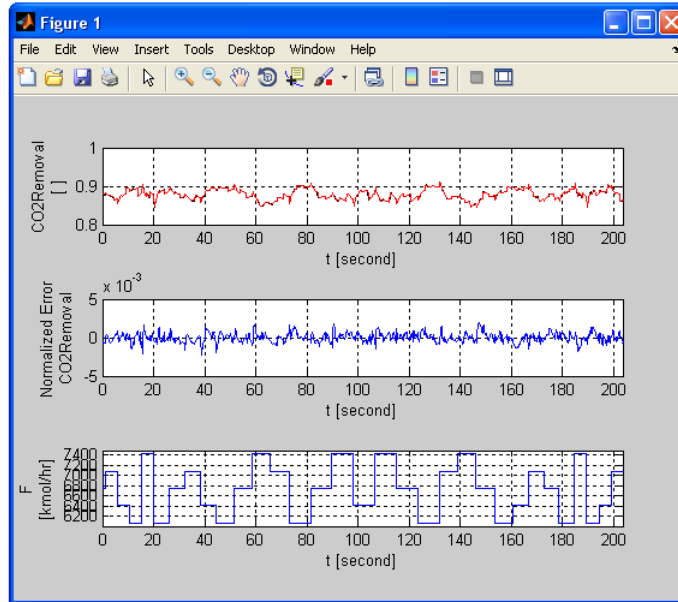 Figure 1
File Edit View Insert Tools Desktop Window Help
CO2Removal
[ ]
1
0.9
0.8
0 20 40 60 80 100 120 140 160 180 200
t [second]
x 10-3
Normalized Error
CO2Removal
5
0
-5
0 20 40 60 80 100 120 140 160 180 200
t [second]
F
[kmol/hr]
7400
7200
7000
6800
6600
6400
6200
0 20 40 60 80 100 120 140 160 180 200
t [second]